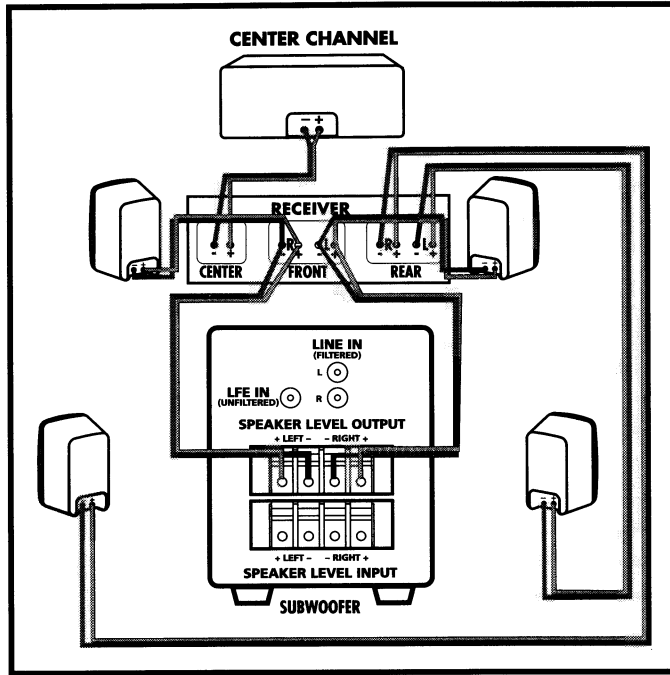 CENTER CHANNEL
RECEIVER
R L R L
- + - + - + - + - +
CENTER FRONT REAR
LINE IN
(FILTERED)
L
LFE IN
(UNFILTERED)
R
SPEAKER LEVEL OUTPUT
+ LEFT – – RIGHT +
+ LEFT – – RIGHT +
SPEAKER LEVEL INPUT
SUBWOOFER